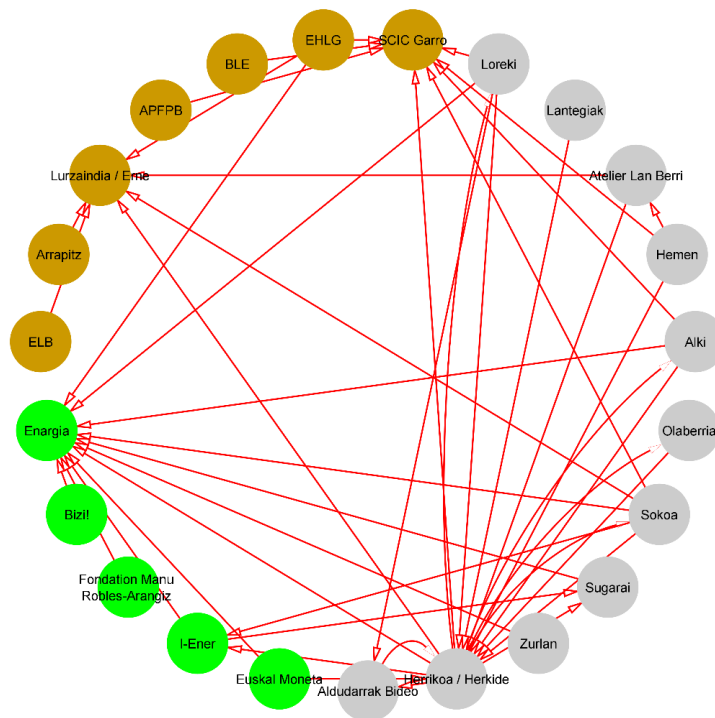 EHLG
SCIC Garro
BLE
Loreki
APFPB
Lantegiak
Lurzaindia / Erne
Atelier Lan Berri
Arrapitz
Hemen
ELB
Alki
Enargia
Olaberria
Bizi!
Sokoa
Fondation Manu
Robles-Arangiz
Sugarai
I-Ener
Zurlan
Euskal Moneta
Aldudarrak Bideo
Herrikoa / Herkide